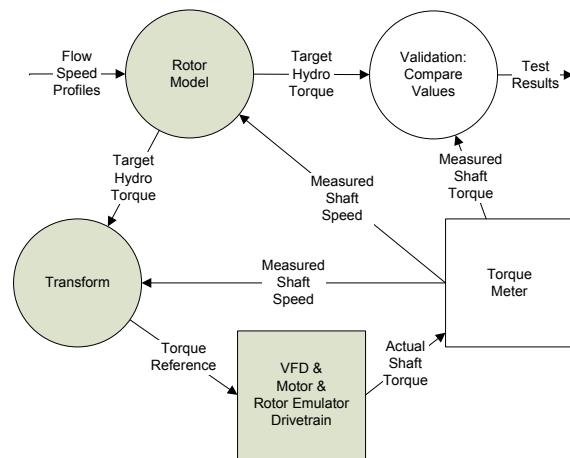 Flow
Speed
Profiles
Rotor
Model
Target
Hydro
Torque
Validation:
Compare
Values
Test
Results
Target
Hydro
Torque
Measured
Shaft
Speed
Measured
Shaft
Torque
Transform
Measured
Shaft
Speed
Torque
Meter
Torque
Reference
VFD &
Motor &
Rotor Emulator
Drivetrain
Actual
Shaft
Torque